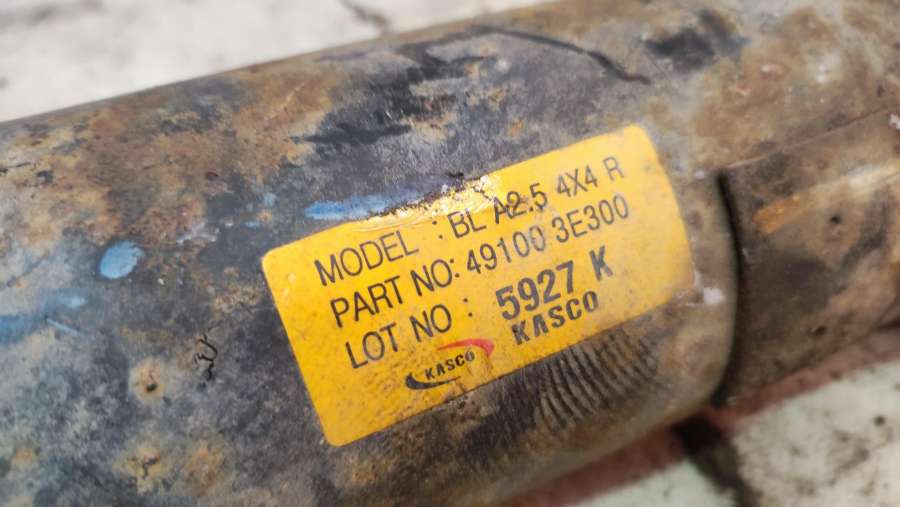 MODEL : BL A2.5 4X4 R
PART NO: 49100 3E300
LOT NO : 5927 K
KASCO KASCO